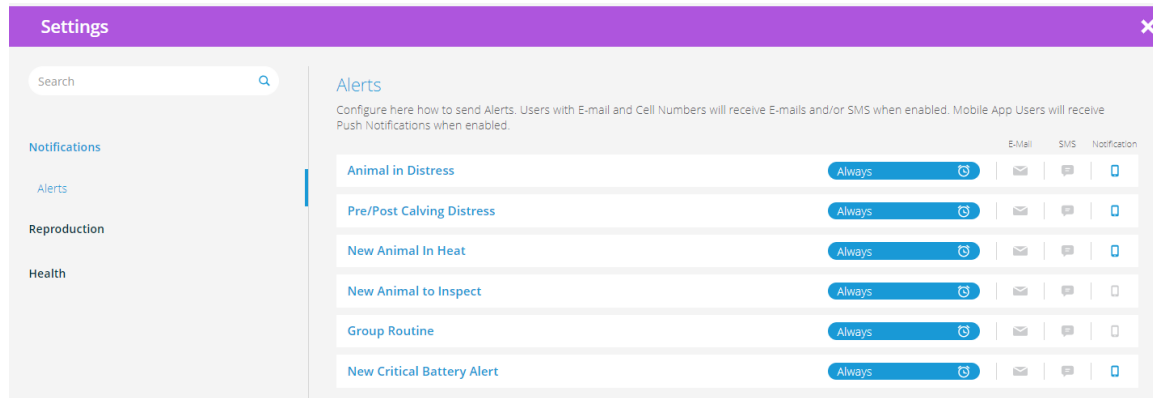 Settings
Search
Notifications
Alerts
Reproduction
Health
Alerts
Configure here how to send Alerts. Users with E-mail and Cell Numbers will receive E-mails and/or SMS when enabled. Mobile App Users will receive
Push Notifications when enabled.
E-Mail SMS Notification
Animal in Distress Always
Pre/Post Calving Distress Always
New Animal In Heat Always
New Animal to Inspect Always
Group Routine Always
New Critical Battery Alert Always